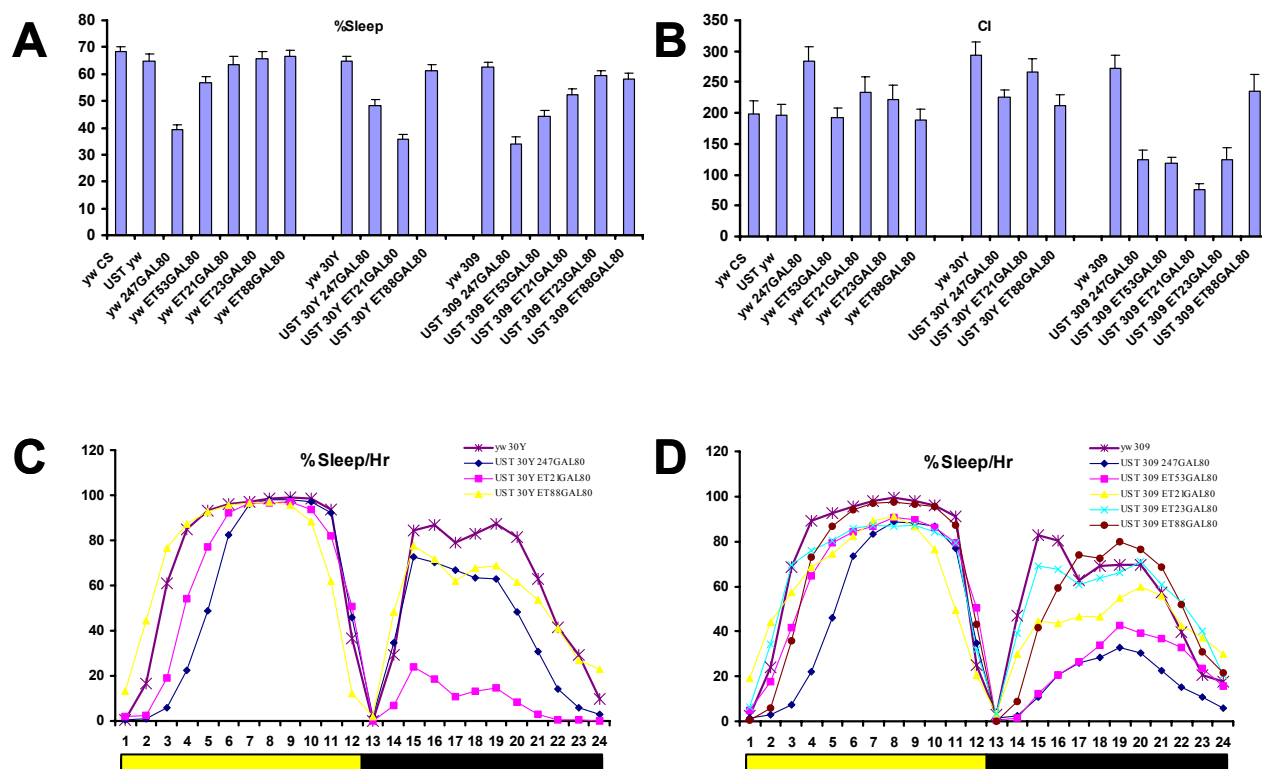 A
%Sleep
80
70
60
50
40
30
20
10
0
yw CS
UST yw
yw 247GAL80
yw ET53GAL80
yw ET21GAL80
yw ET23GAL80
yw ET88GAL80
yw 30Y
UST 30Y 247GAL80
UST 30Y ET21GAL80
UST 30Y ET88GAL80
yw 309
UST 309 247GAL80
UST 309 ET53GAL80
UST 309 ET21GAL80
UST 309 ET23GAL80
UST 309 ET88GAL80
B
CI
350
300
250
200
150
100
50
0
yw CS
UST yw
yw 247GAL80
yw ET53GAL80
yw ET21GAL80
yw ET23GAL80
yw ET88GAL80
yw 30Y
UST 30Y 247GAL80
UST 30Y ET21GAL80
UST 30Y ET88GAL80
yw 309
UST 309 247GAL80
UST 309 ET53GAL80
UST 309 ET21GAL80
UST 309 ET23GAL80
UST 309 ET88GAL80
C
%Sleep/Hr
yw 30Y
UST 30Y 247GAL80
UST 30Y ET21GAL80
UST 30Y ET88GAL80
120
100
80
60
40
20
0
1 2 3 4 5 6 7 8 9 10 11 12 13 14 15 16 17 18 19 20 21 22 23 24
D
%Sleep/Hr
yw 309
UST 309 247GAL80
UST 309 ET53GAL80
UST 309 ET21GAL80
UST 309 ET23GAL80
UST 309 ET88GAL80
120
100
80
60
40
20
0
1 2 3 4 5 6 7 8 9 10 11 12 13 14 15 16 17 18 19 20 21 22 23 24